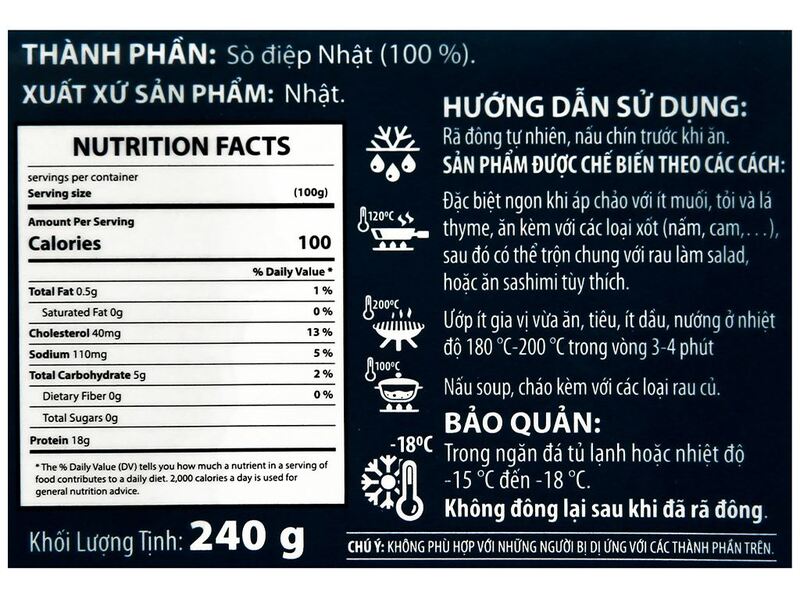 THÀNH PHẦN: Sò điệp Nhật (100 %).
XUẤT XỨ SẢN PHẨM: Nhật.
NUTRITION FACTS
servings per container
Serving size (100g)
Amount Per Serving
Calories 100
% Daily Value *
Total Fat 0.5g 1 %
Saturated Fat 0g 0 %
Cholesterol 40mg 13 %
Sodium 110mg 5 %
Total Carbohydrate 5g 2 %
Dietary Fiber 0g 0 %
Total Sugars 0g
Protein 18g
* The % Daily Value (DV) tells you how much a nutrient in a serving of
food contributes to a daily diet. 2,000 calories a day is used for
general nutrition advice.
Khối Lượng Tịnh: 240 g
HƯỚNG DẪN SỬ DỤNG:
Rã đông tự nhiên, nấu chín trước khi ăn.
SẢN PHẨM ĐƯỢC CHẾ BIẾN THEO CÁC CÁCH:
120°C
Đặc biệt ngon khi áp chảo với ít muối, tỏi và lá
thyme, ăn kèm với các loại xốt (nấm, cam,...),
sau đó có thể trộn chung với rau làm salad,
hoặc ăn sashimi tùy thích.
200°C
Ướp ít gia vị vừa ăn, tiêu, ít dầu, nướng ở nhiệt
độ 180 °C-200 °C trong vòng 3-4 phút
100°C
Nấu soup, cháo kèm với các loại rau củ.
BẢO QUẢN:
-18°C
Trong ngăn đá tủ lạnh hoặc nhiệt độ
-15 °C đến -18 °C.
Không đông lại sau khi đã rã đông.
CHÚ Ý: KHÔNG PHÙ HỢP VỚI NHỮNG NGƯỜI BỊ DỊ ỨNG VỚI CÁC THÀNH PHẦN TRÊN.